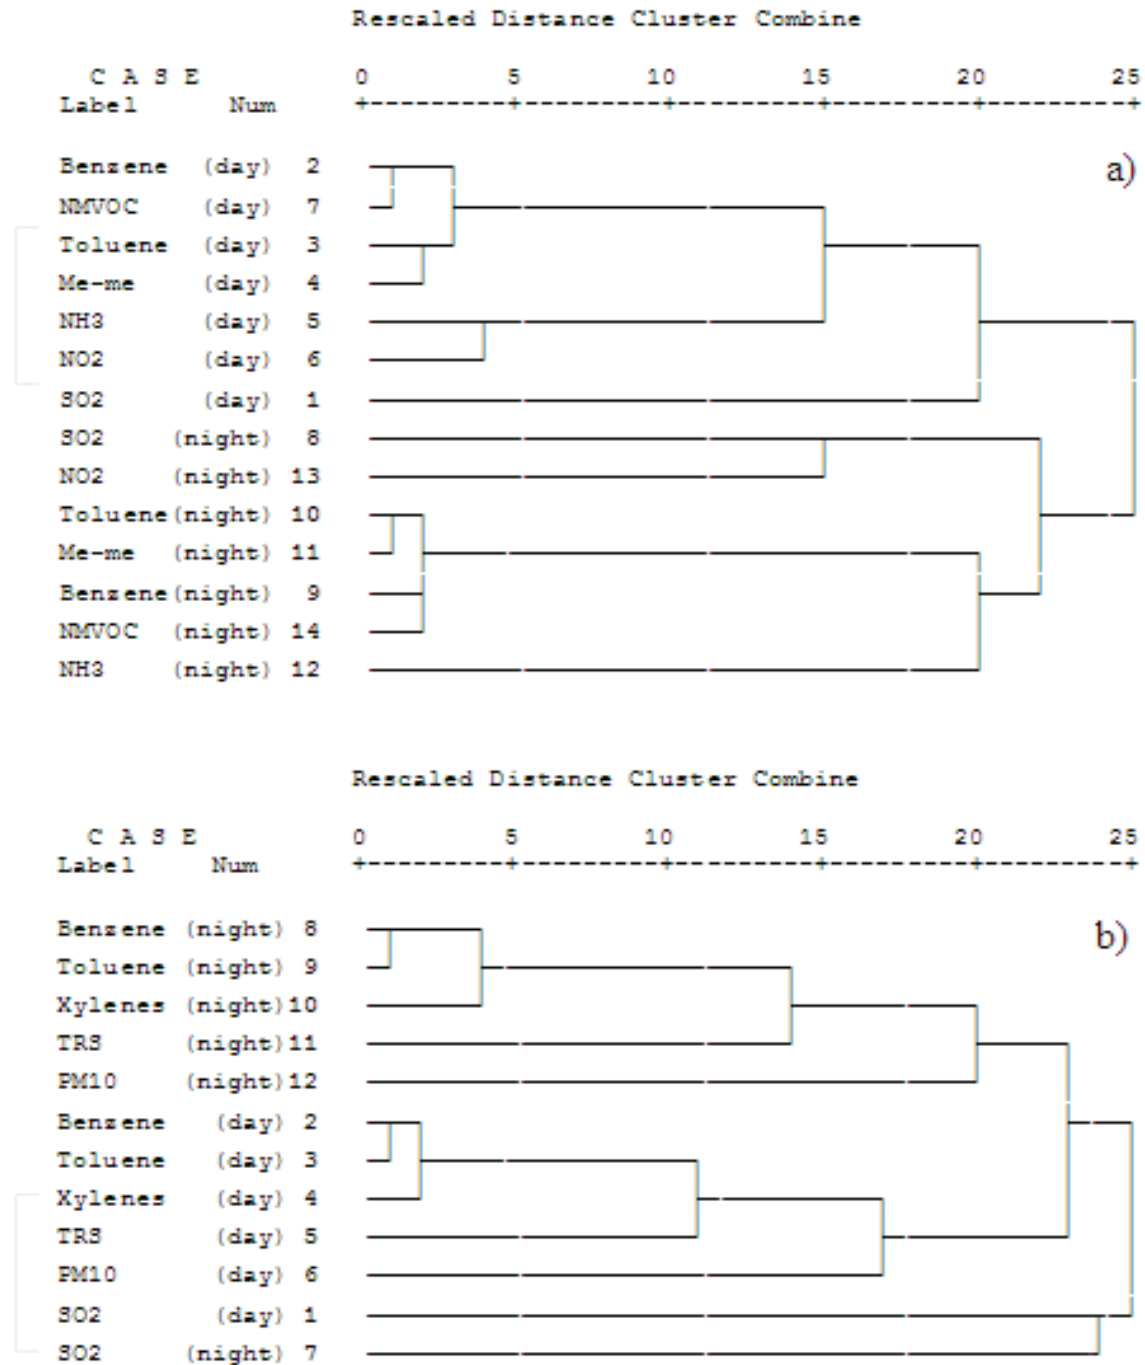 Rescaled Distance Cluster Combine
C A S E 0 5 10 15 20 25
Label Num +---------+---------+---------+---------+---------+
Benzene (day) 2
a)
NMVOC (day) 7
Toluene (day) 3
Me-me (day) 4
NH3 (day) 5
NO2 (day) 6
SO2 (day) 1
SO2 (night) 8
NO2 (night) 13
Toluene (night) 10
Me-me (night) 11
Benzene (night) 9
NMVOC (night) 14
NH3 (night) 12
Rescaled Distance Cluster Combine
C A S E 0 5 10 15 20 25
Label Num +---------+---------+---------+---------+---------+
Benzene (night) 8
b)
Toluene (night) 9
Xylenes (night) 10
TRS (night) 11
PM10 (night) 12
Benzene (day) 2
Toluene (day) 3
Xylenes (day) 4
TRS (day) 5
PM10 (day) 6
SO2 (day) 1
SO2 (night) 7